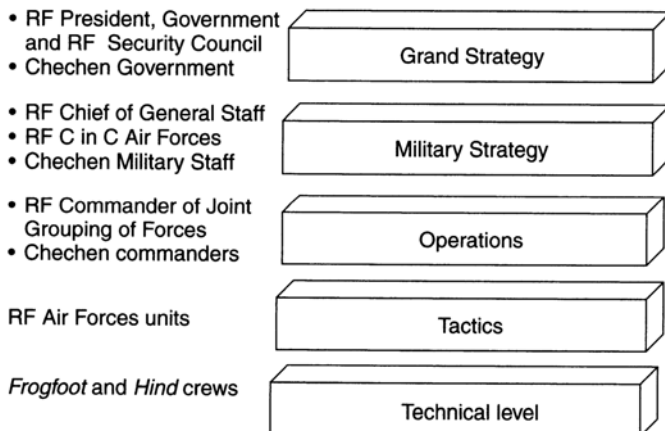 • RF President, Government
and RF Security Council
• Chechen Government
Grand Strategy
• RF Chief of General Staff
• RF C in C Air Forces
• Chechen Military Staff
Military Strategy
• RF Commander of Joint
Grouping of Forces
• Chechen commanders
Operations
RF Air Forces units
Tactics
Frogfoot and Hind crews
Technical level